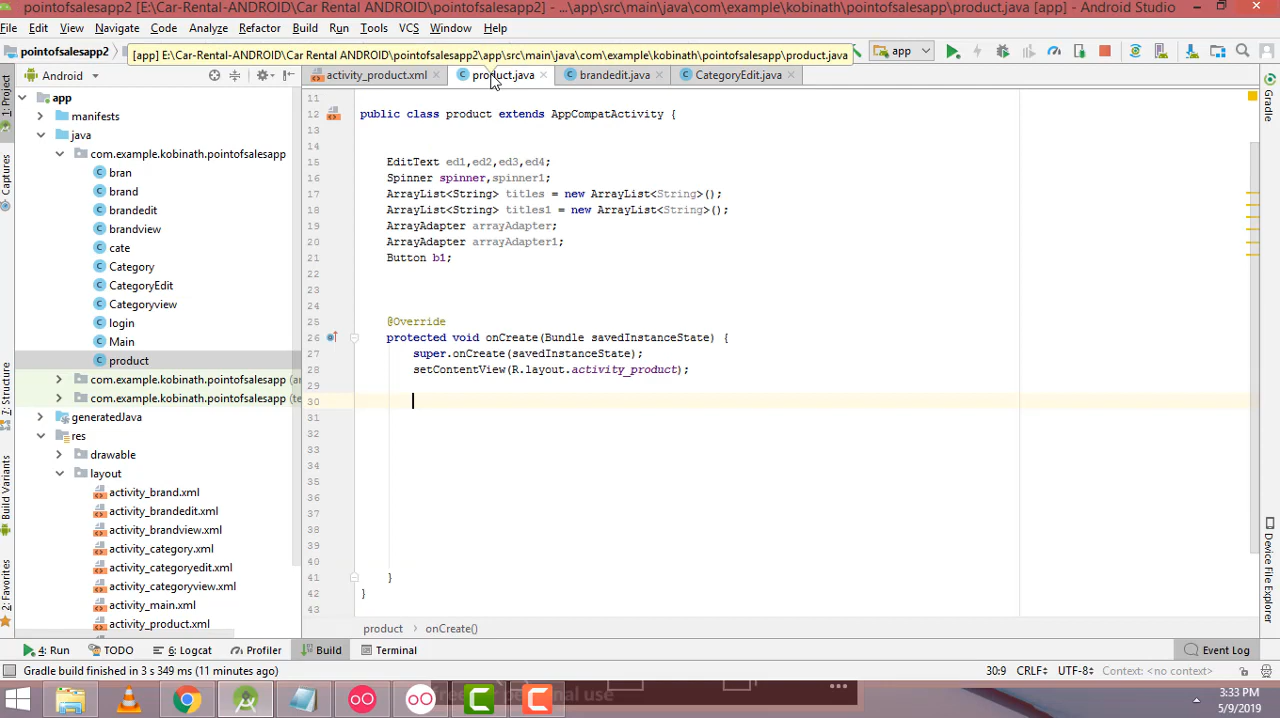 pointofsalesapp2 [E:\Car-Rental-ANDROID\Car Rental ANDROID\pointofsalesapp2] - ...\app\src\main\java\com\example\kobinath\pointofsalesapp\product.java [app] - Android Studio
File Edit View Navigate Code Analyze Refactor Build Run Tools VCS Window Help
pointofsalesapp2
[app] E:\Car-Rental-ANDROID\Car Rental ANDROID\pointofsalesapp2\app\src\main\java\com\example\kobinath\pointofsalesapp\product.java
app
Android
activity_product.xml
product.java
brandedit.java
CategoryEdit.java
1: Project
Captures
7: Structure
Build Variants
2: Favorites
app
manifests
java
com.example.kobinath.pointofsalesapp
bran
brand
brandedit
brandview
cate
Category
CategoryEdit
Categoryview
login
Main
product
com.example.kobinath.pointofsalesapp (a
com.example.kobinath.pointofsalesapp (te
generatedJava
res
drawable
layout
activity_brand.xml
activity_brandedit.xml
activity_brandview.xml
activity_category.xml
activity_categoryedit.xml
activity_categoryview.xml
activity_main.xml
activity_product.xml
11
12 public class product extends AppCompatActivity {
13
14
15 EditText ed1,ed2,ed3,ed4;
16 Spinner spinner,spinner1;
17 ArrayList<String> titles = new ArrayList<String>();
18 ArrayList<String> titles1 = new ArrayList<String>();
19 ArrayAdapter arrayAdapter;
20 ArrayAdapter arrayAdapter1;
21 Button b1;
22
23
24
25 @Override
26 protected void onCreate(Bundle savedInstanceState) {
27 super.onCreate(savedInstanceState);
28 setContentView(R.layout.activity_product);
29
30
31
32
33
34
35
36
37
38
39
40
41 }
42 }
43
Gradle
Device File Explorer
product › onCreate()
4: Run TODO 6: Logcat Profiler Build Terminal Event Log
Gradle build finished in 3 s 349 ms (11 minutes ago)
30:9 CRLF UTF-8 Context: <no context>
personal use
3:33 PM
5/9/2019